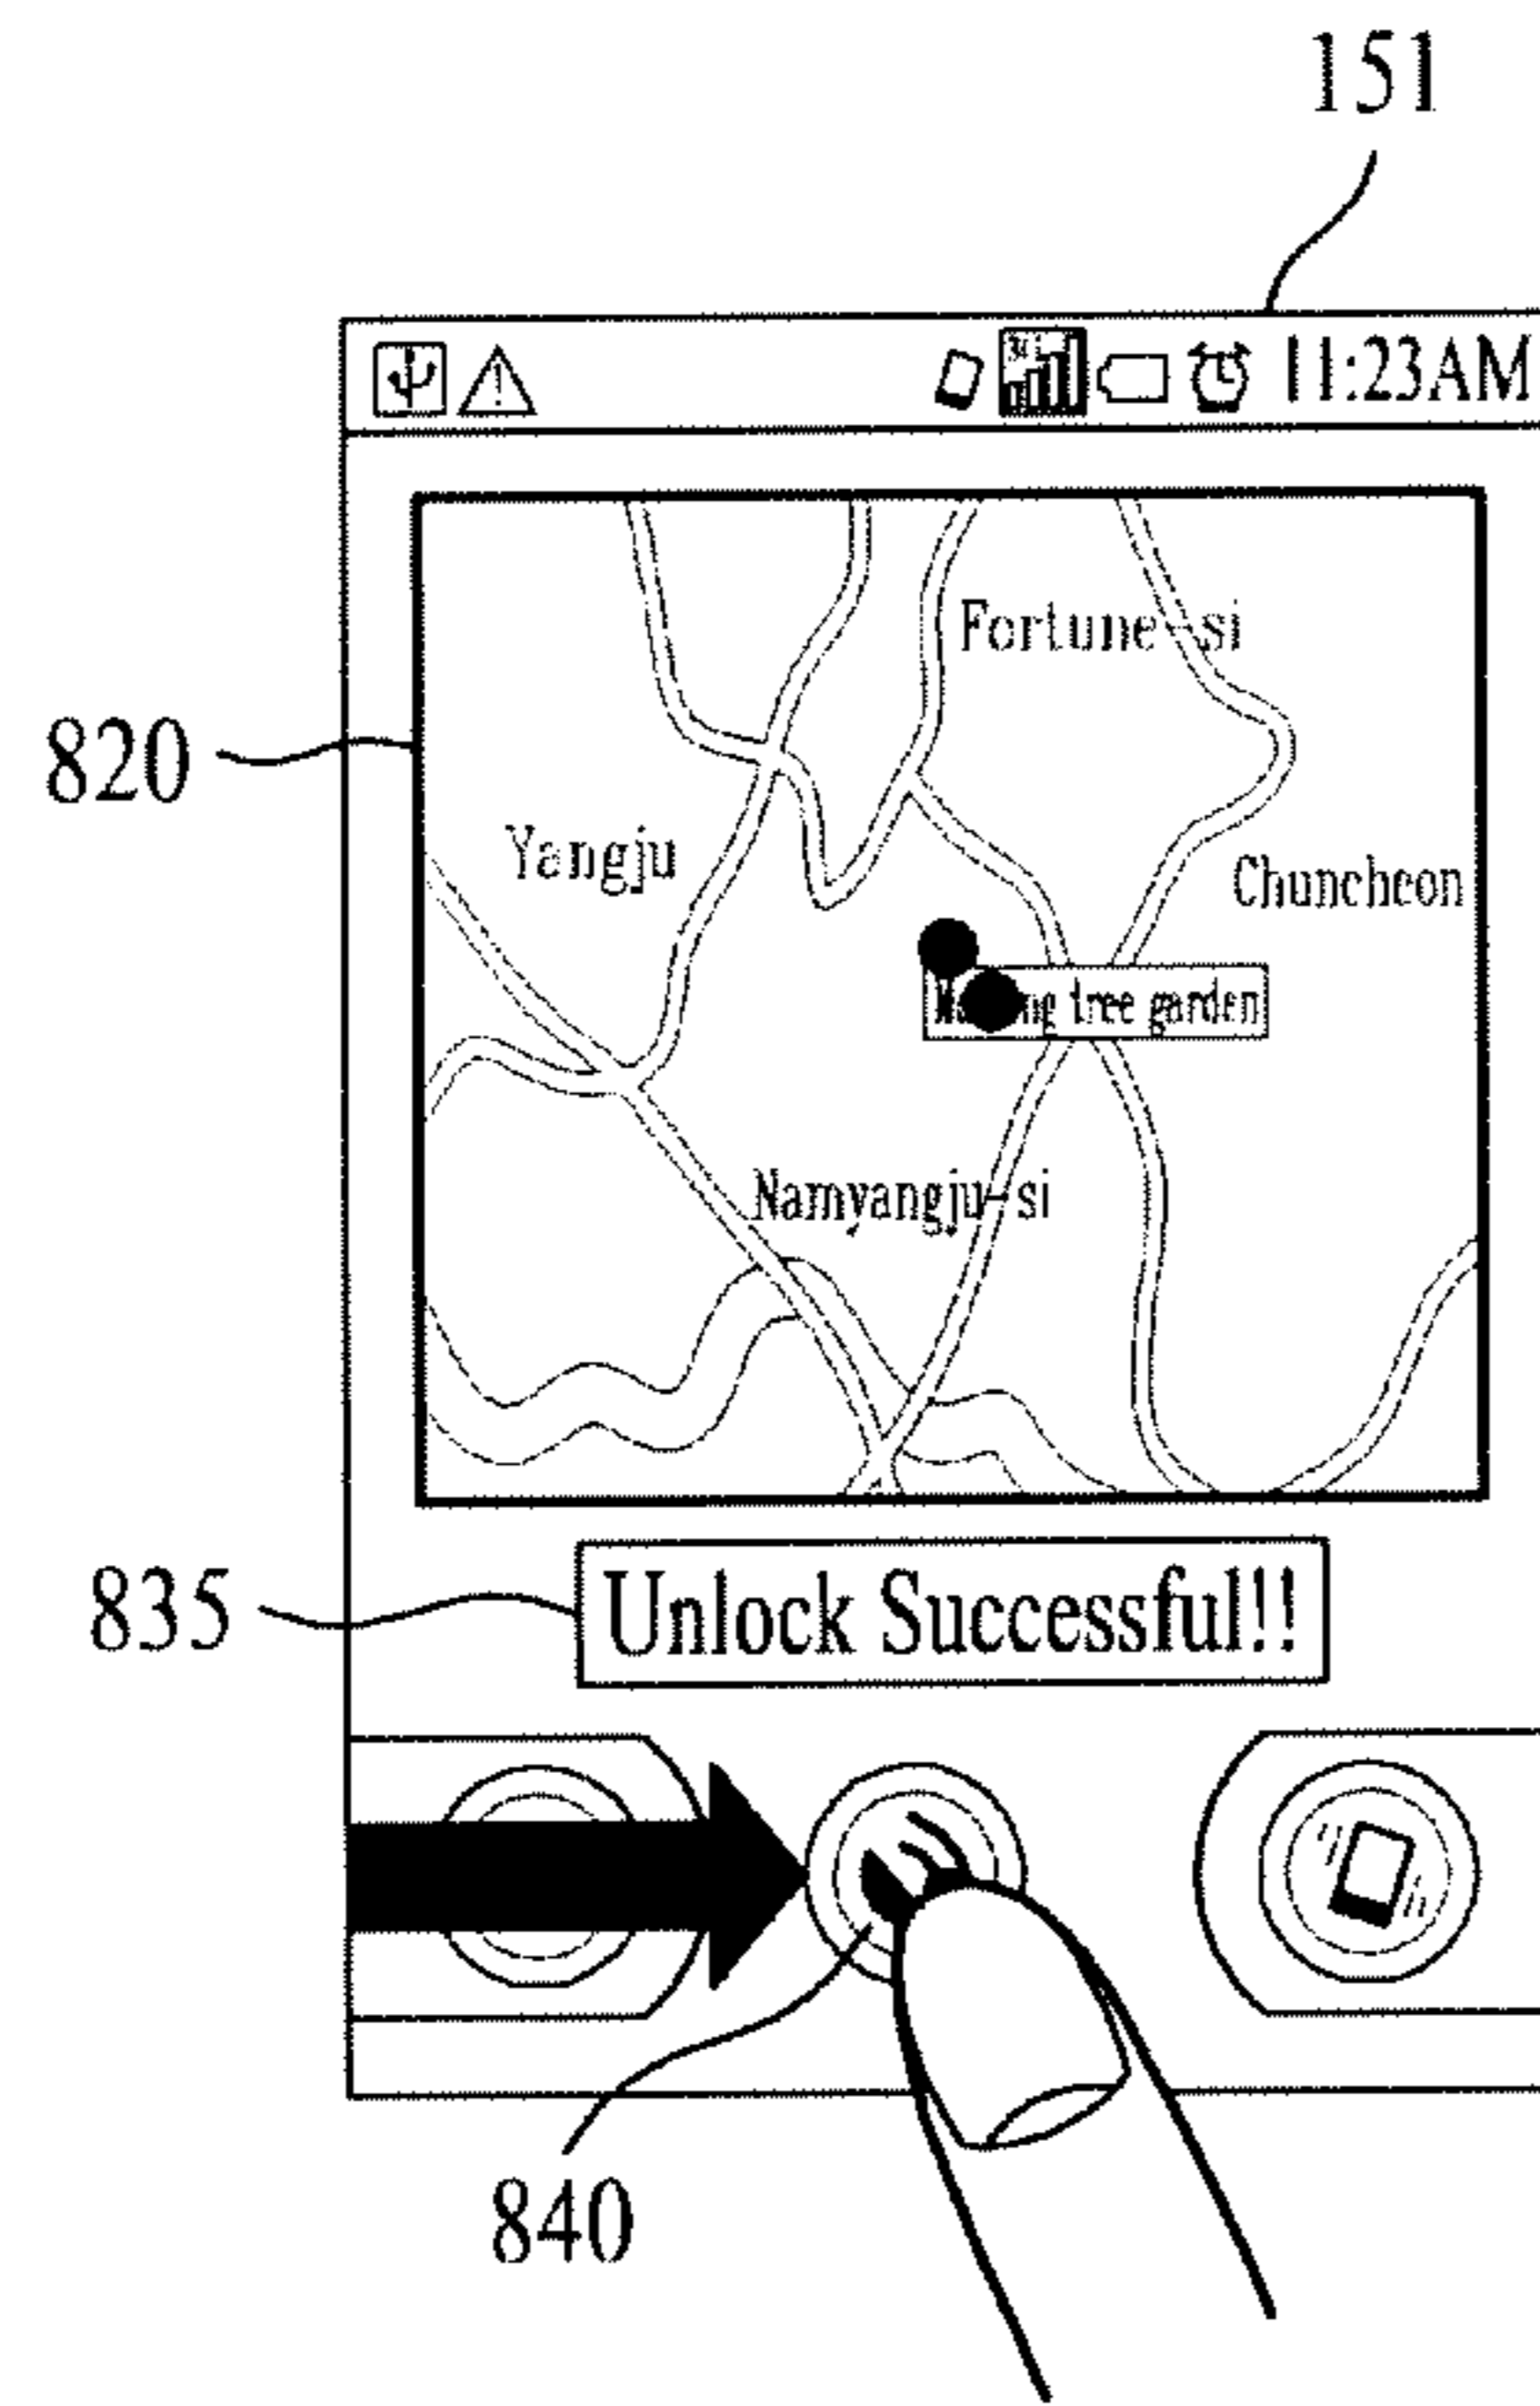 151
11:23AM
Fortune-si
820
Yangju
Chuncheon
tree garden
Namyangju-si
835
Unlock Successful!!
840